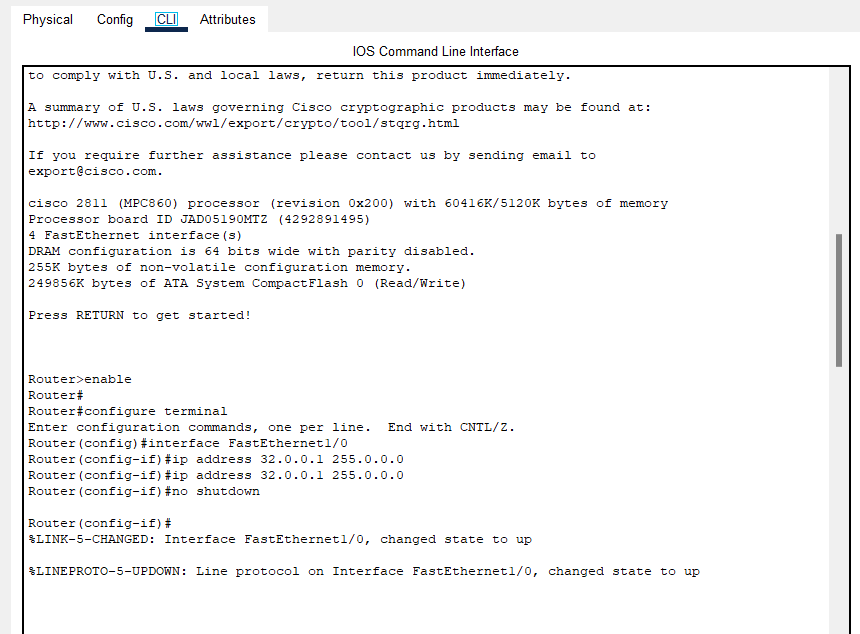 Physical Config CLI Attributes
IOS Command Line Interface
to comply with U.S. and local laws, return this product immediately.
A summary of U.S. laws governing Cisco cryptographic products may be found at:
http://www.cisco.com/wwl/export/crypto/tool/stqrg.html
If you require further assistance please contact us by sending email to
export@cisco.com.
cisco 2811 (MPC860) processor (revision 0x200) with 60416K/5120K bytes of memory
Processor board ID JAD05190MTZ (4292891495)
4 FastEthernet interface(s)
DRAM configuration is 64 bits wide with parity disabled.
255K bytes of non-volatile configuration memory.
249856K bytes of ATA System CompactFlash 0 (Read/Write)
Press RETURN to get started!
Router>enable
Router#
Router#configure terminal
Enter configuration commands, one per line.  End with CNTL/Z.
Router(config)#interface FastEthernet1/0
Router(config-if)#ip address 32.0.0.1 255.0.0.0
Router(config-if)#ip address 32.0.0.1 255.0.0.0
Router(config-if)#no shutdown
Router(config-if)#
%LINK-5-CHANGED: Interface FastEthernet1/0, changed state to up
%LINEPROTO-5-UPDOWN: Line protocol on Interface FastEthernet1/0, changed state to up